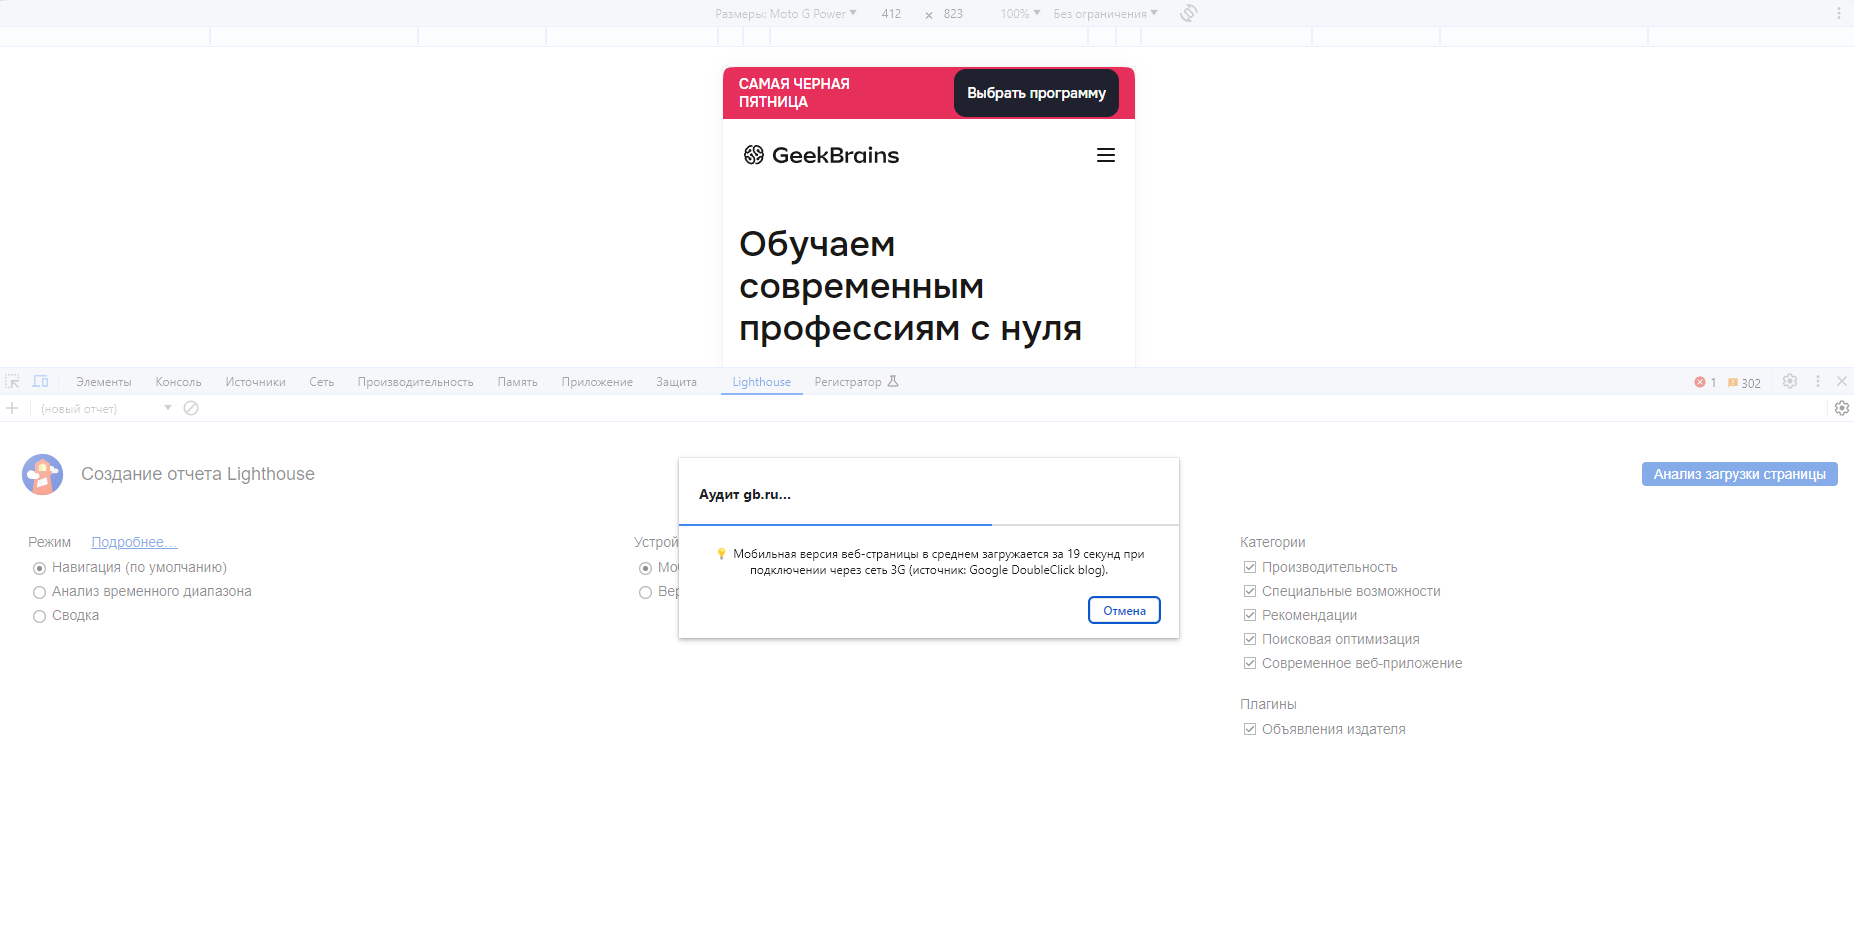 Размеры: Moto G Power 412 × 823 100% Без ограничения
САМАЯ ЧЕРНАЯ
ПЯТНИЦА
Выбрать программу
GeekBrains
Обучаем
современным
профессиям с нуля
Элементы Консоль Источники Сеть Производительность Память Приложение Защита Lighthouse Регистратор 1 302
(новый отчет)
Создание отчета Lighthouse
Анализ загрузки страницы
Режим Подробнее...
Навигация (по умолчанию)
Анализ временного диапазона
Сводка
Аудит gb.ru...
Мобильная версия веб-страницы в среднем загружается за 19 секунд при
подключении через сеть 3G (источник: Google DoubleClick blog).
Отмена
Категории
Производительность
Специальные возможности
Рекомендации
Поисковая оптимизация
Современное веб-приложение
Плагины
Объявления издателя